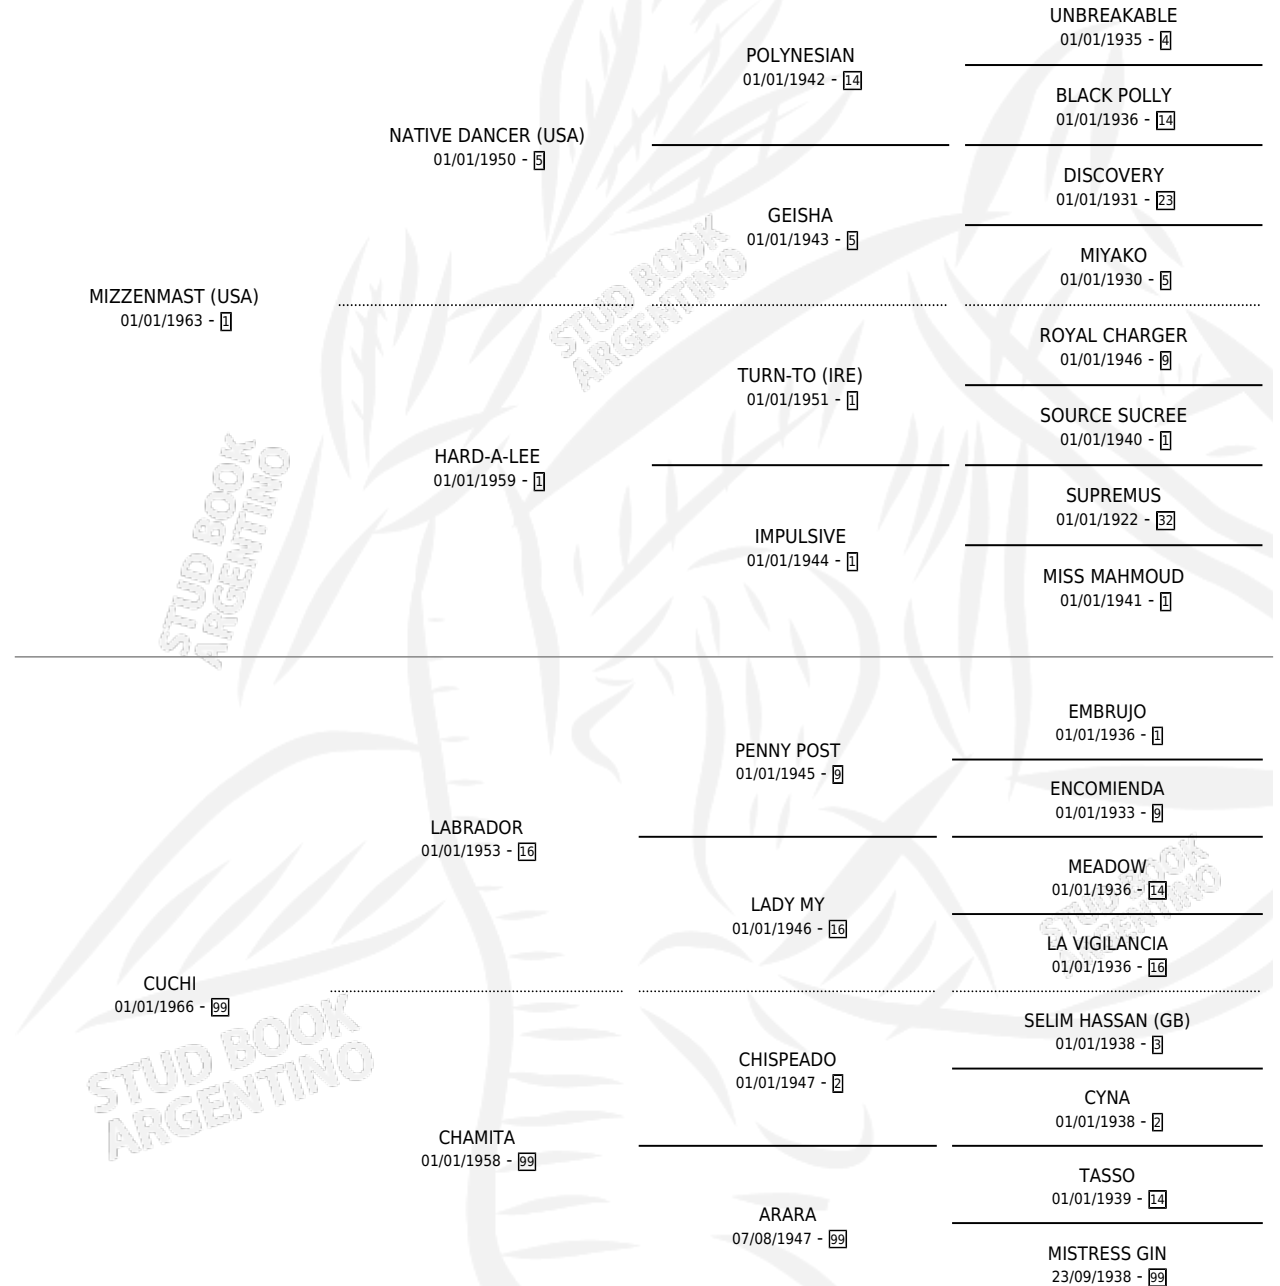 UNBREAKABLE
01/01/1935 - 4
POLYNESIAN
01/01/1942 - 14
BLACK POLLY
01/01/1936 - 14
NATIVE DANCER (USA)
01/01/1950 - 5
DISCOVERY
01/01/1931 - 23
GEISHA
01/01/1943 - 5
MIYAKO
01/01/1930 - 5
MIZZENMAST (USA)
01/01/1963 - 1
ROYAL CHARGER
01/01/1946 - 9
TURN-TO (IRE)
01/01/1951 - 1
SOURCE SUCREE
01/01/1940 - 1
HARD-A-LEE
01/01/1959 - 1
SUPREMUS
01/01/1922 - 32
IMPULSIVE
01/01/1944 - 1
MISS MAHMOUD
01/01/1941 - 1
EMBRUJO
01/01/1936 - 1
PENNY POST
01/01/1945 - 9
ENCOMIENDA
01/01/1933 - 9
LABRADOR
01/01/1953 - 16
MEADOW
01/01/1936 - 14
LADY MY
01/01/1946 - 16
LA VIGILANCIA
01/01/1936 - 16
CUCHI
01/01/1966 - 99
SELIM HASSAN (GB)
01/01/1938 - 3
CHISPEADO
01/01/1947 - 2
CYNA
01/01/1938 - 2
CHAMITA
01/01/1958 - 99
TASSO
01/01/1939 - 14
ARARA
07/08/1947 - 99
MISTRESS GIN
23/09/1938 - 99
STUD BOOK
ARGENTINO
STUD BOOK
ARGENTINO
STUD BOOK
ARGENTINO
STUD BOOK
ARGENTINO